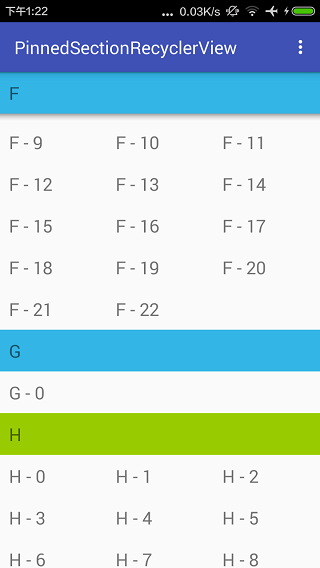 下午1:22 ... 0.03K/s
PinnedSectionRecyclerView
F
F - 9 F - 10 F - 11
F - 12 F - 13 F - 14
F - 15 F - 16 F - 17
F - 18 F - 19 F - 20
F - 21 F - 22
G
G - 0
H
H - 0 H - 1 H - 2
H - 3 H - 4 H - 5
H - 6 H - 7 H - 8